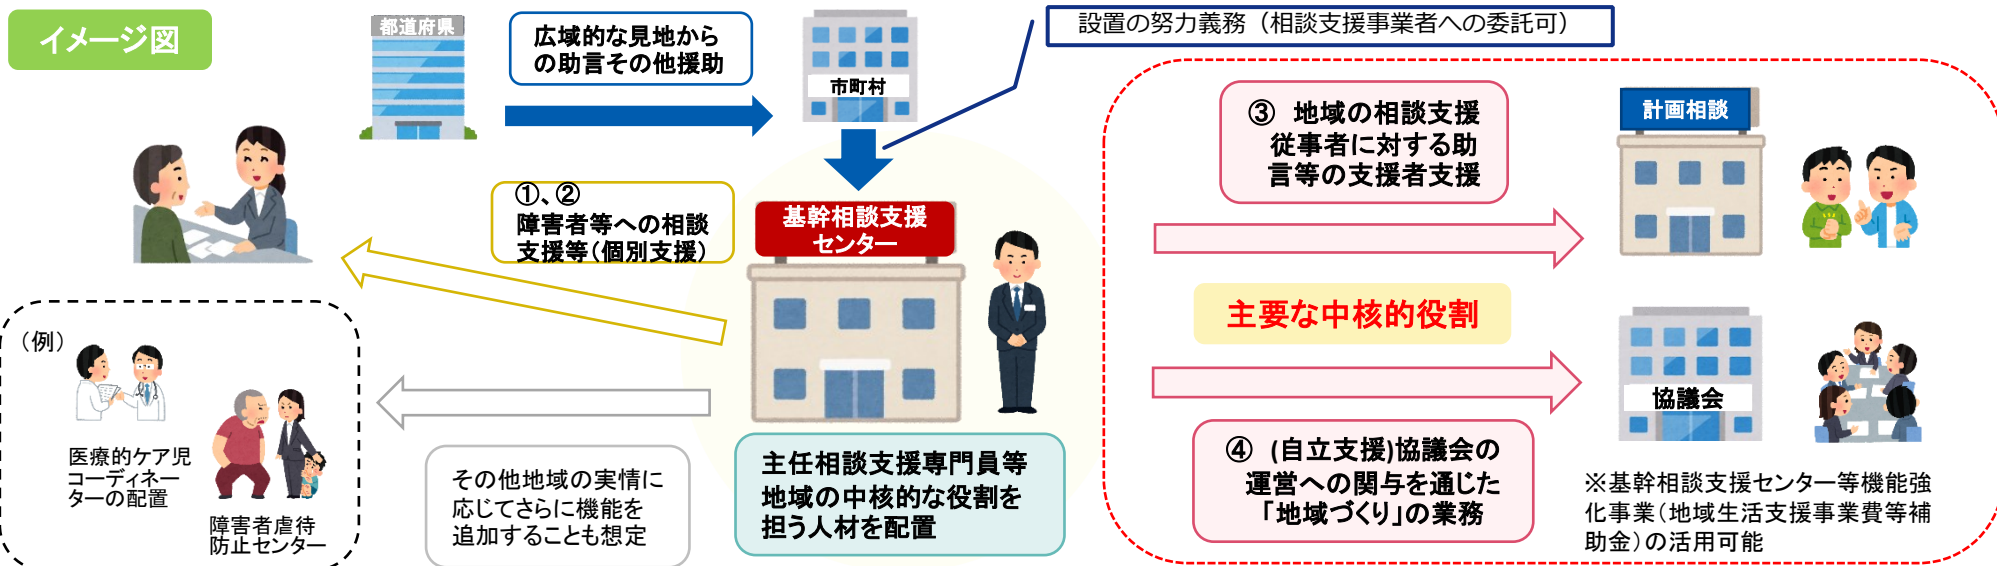 イメージ図
都道府県
広域的な見地から
の助言その他援助
市町村
設置の努力義務（相談支援事業者への委託可）
①、②
障害者等への相談
支援等（個別支援）
基幹相談支援
センター
③ 地域の相談支援
従事者に対する助
言等の支援者支援
計画相談
主要な中核的役割
協議会
④ (自立支援)協議会の
運営への関与を通じた
「地域づくり」の業務
※基幹相談支援センター等機能強
化事業（地域生活支援事業費等補
助金）の活用可能
（例）
医療的ケア児
コーディネー
ターの配置
障害者虐待
防止センター
その他地域の実情に
応じてさらに機能を
追加することも想定
主任相談支援専門員等
地域の中核的な役割を
担う人材を配置